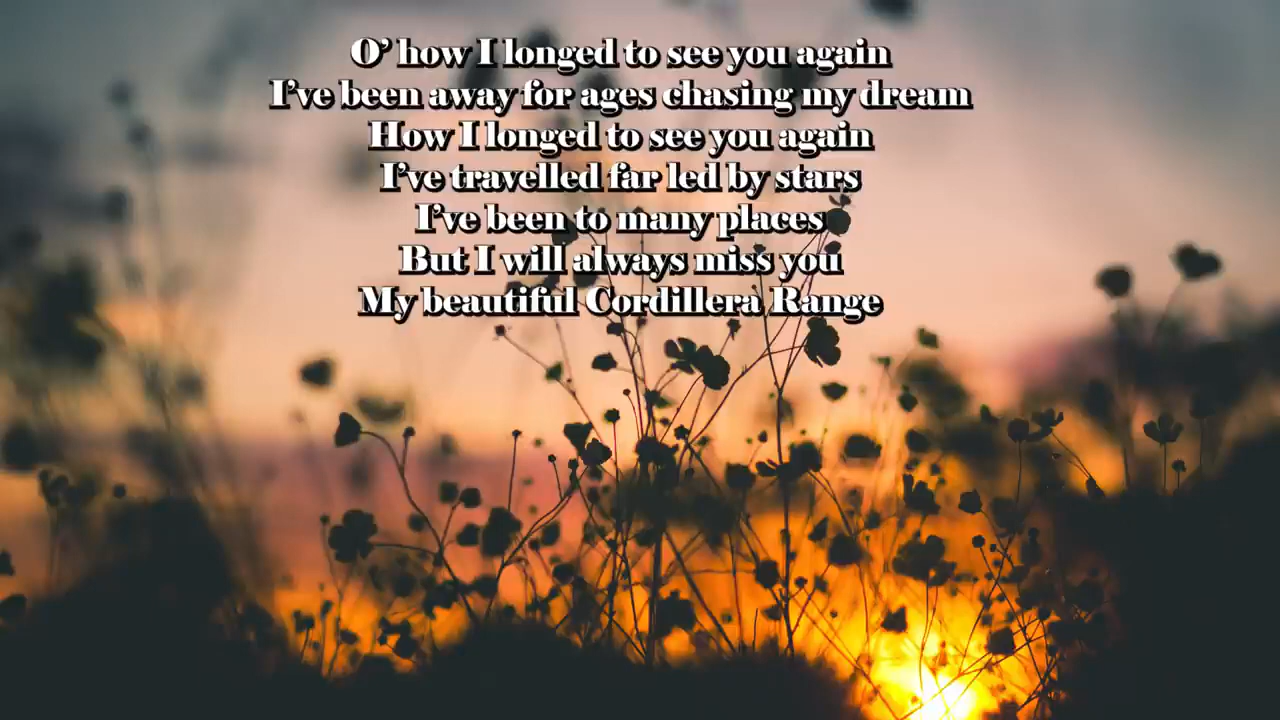 O’ how I longed to see you again
I’ve been away for ages chasing my dream
How I longed to see you again
I’ve travelled far led by stars
I’ve been to many places
But I will always miss you
My beautiful Cordillera Range